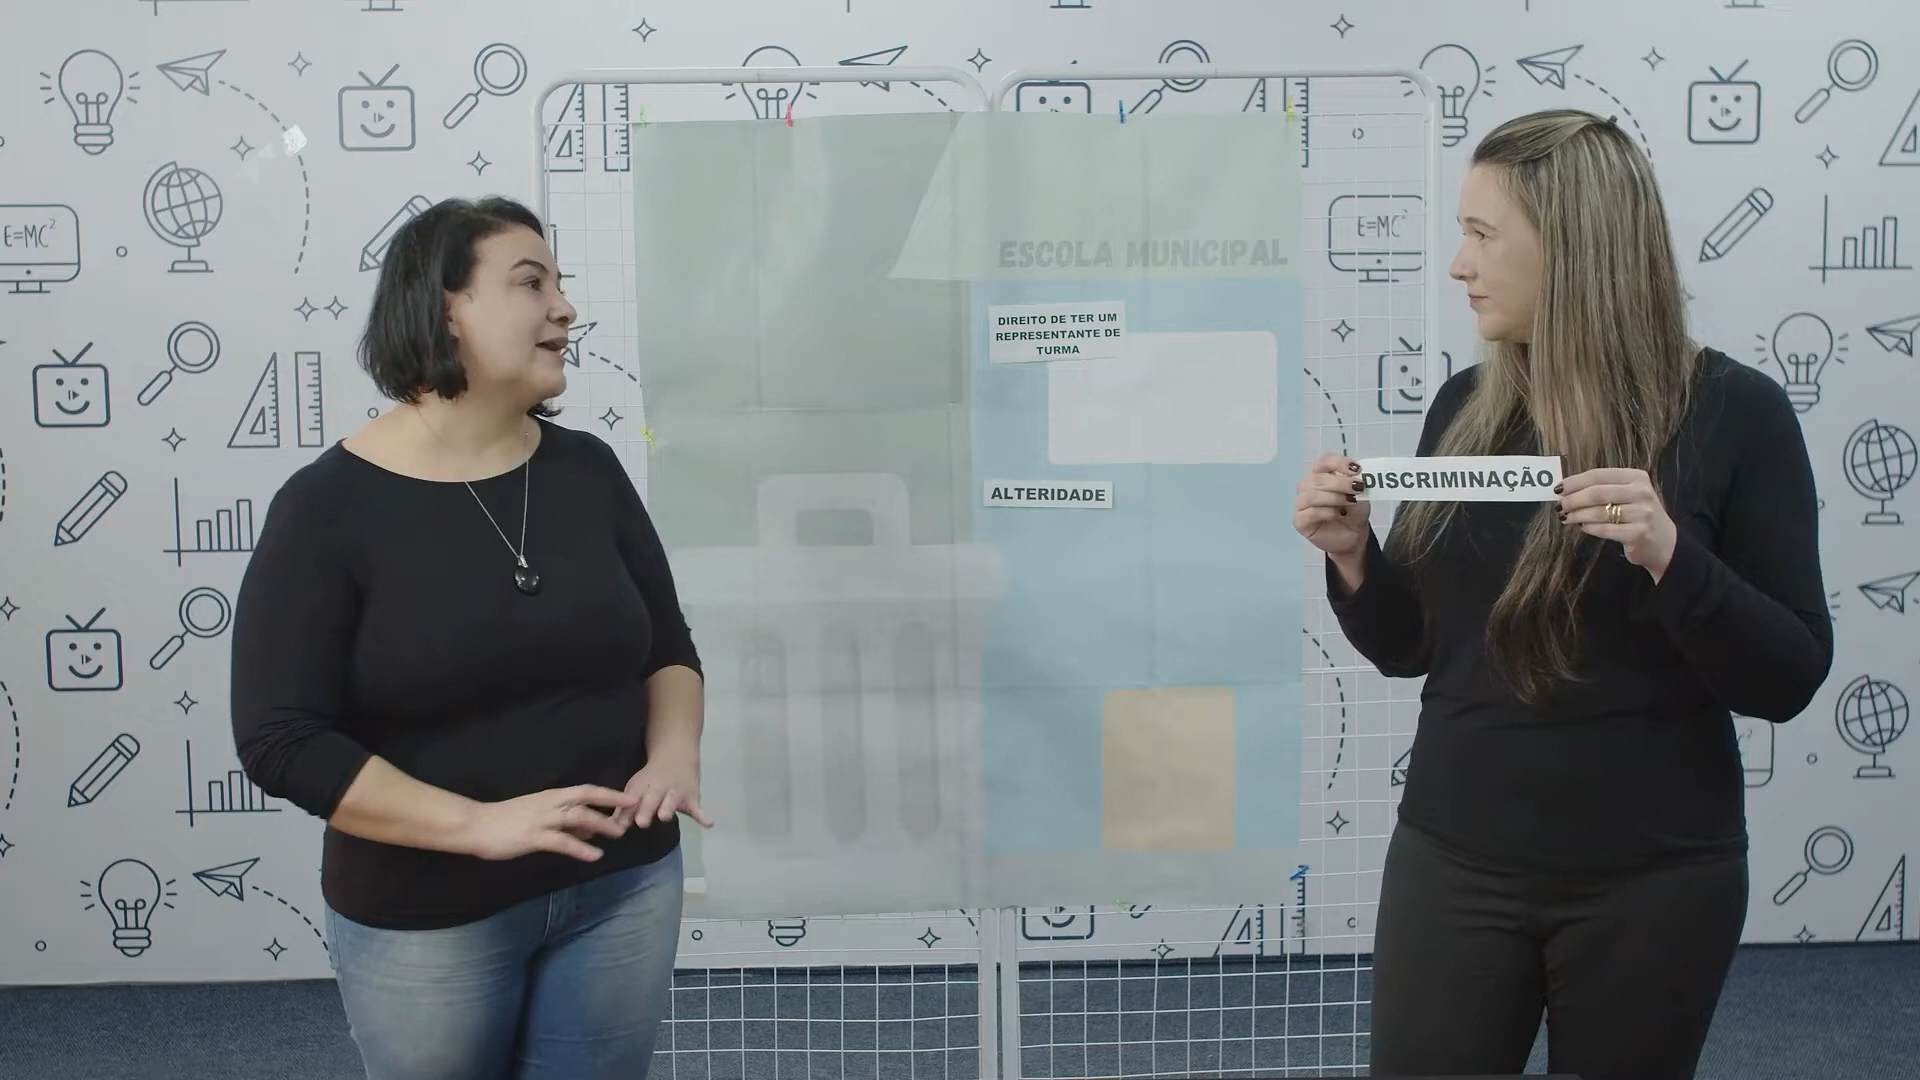 E=MC²
E=MC²
ESCOLA MUNICIPAL
DIREITO DE TER UM
REPRESENTANTE DE
TURMA
ALTERIDADE
DISCRIMINAÇÃO